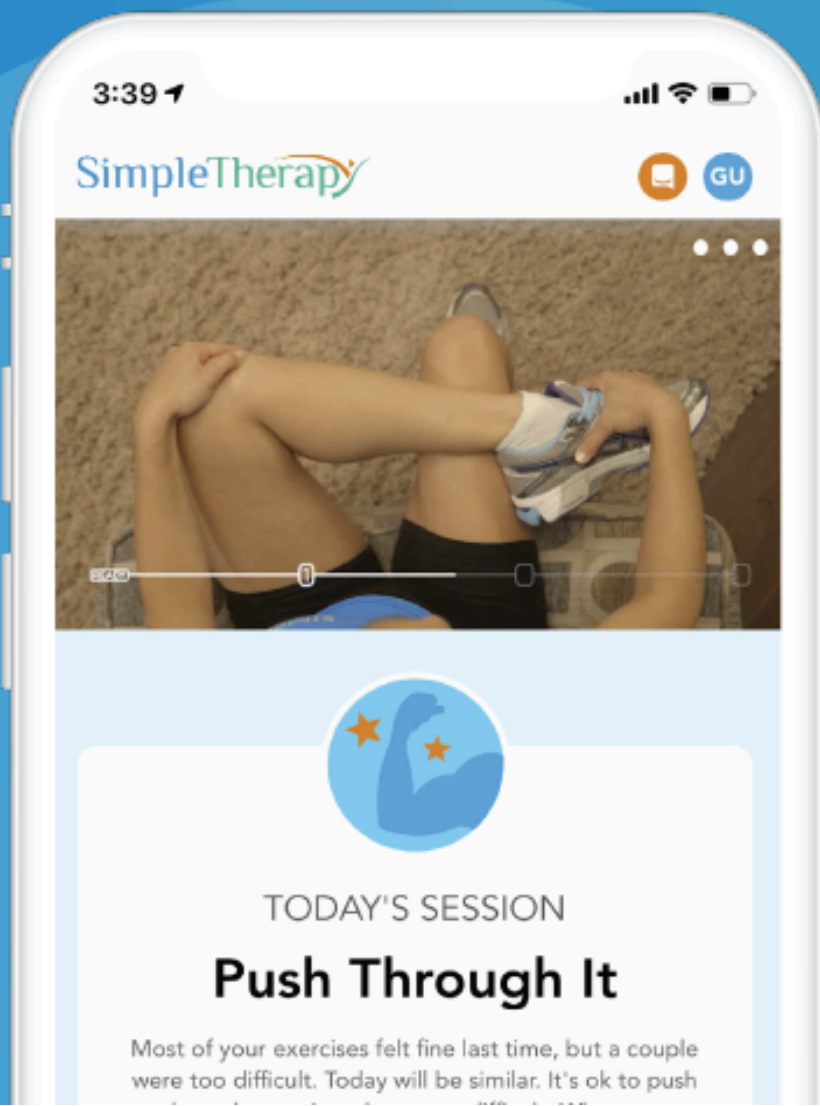 3:39
SimpleTherapy
GU
1
TODAY'S SESSION
Push Through It
Most of your exercises felt fine last time, but a couple
were too difficult. Today will be similar. It's ok to push